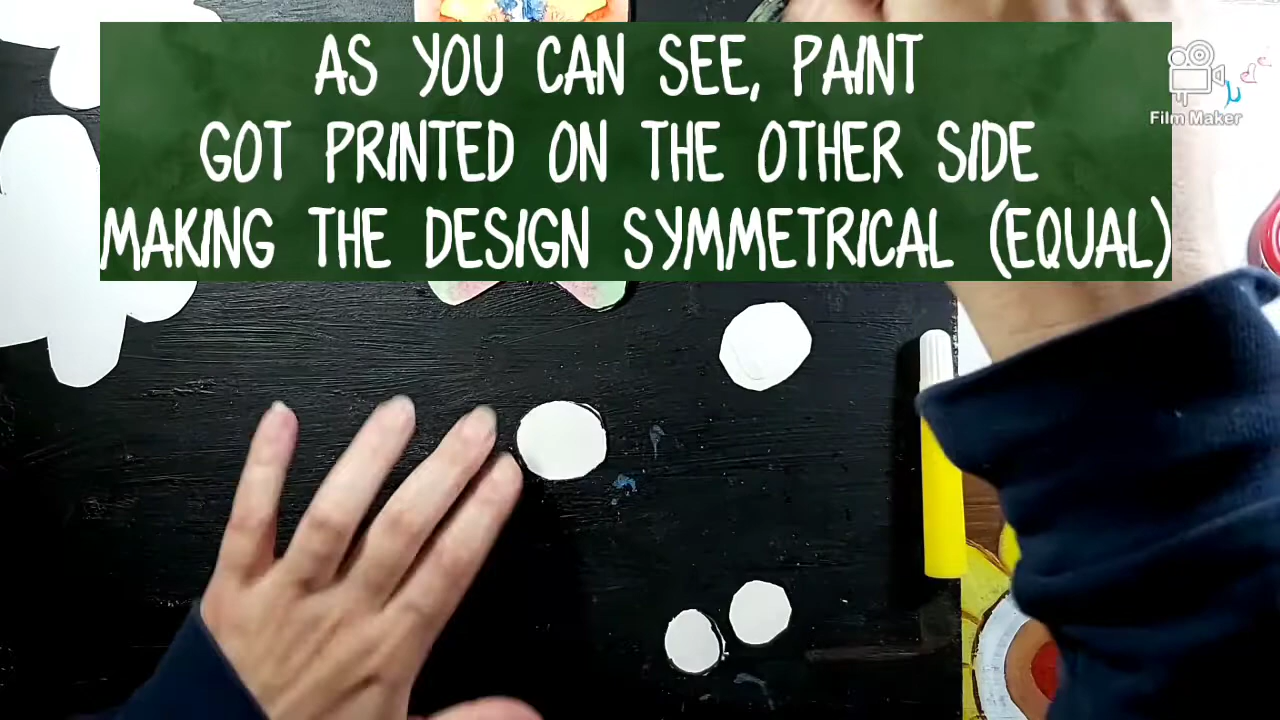 AS YOU CAN SEE, PAINT
GOT PRINTED ON THE OTHER SIDE
MAKING THE DESIGN SYMMETRICAL (EQUAL)
Film Maker